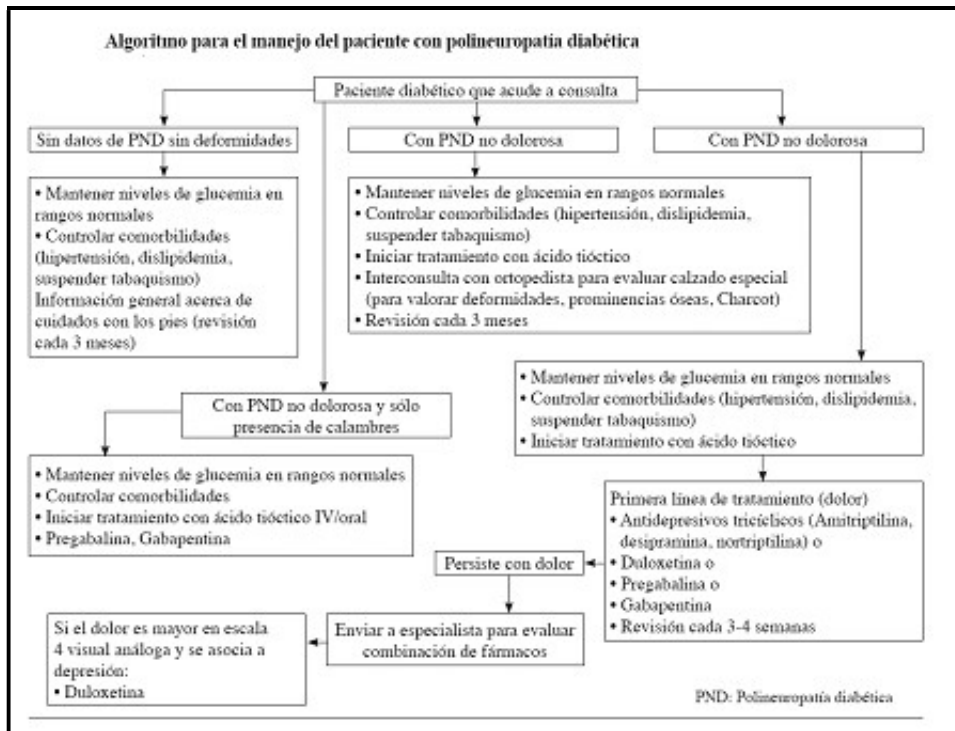 Algoritmo para el manejo del paciente con polineuropatía diabética
Paciente diabético que acude a consulta
Sin datos de PND sin deformidades
Con PND no dolorosa
Con PND no dolorosa
• Mantener niveles de glucemia en
rangos normales
• Controlar comorbilidades
(hipertensión, dislipidemia,
suspender tabaquismo)
Información general acerca de
cuidados con los pies (revisión
cada 3 meses)
• Mantener niveles de glucemia en rangos normales
• Controlar comorbilidades (hipertensión, dislipidemia,
suspender tabaquismo)
• Iniciar tratamiento con ácido tióctico
• Interconsulta con ortopedista para evaluar calzado especial
(para valorar deformidades, prominencias óseas, Charcot)
• Revisión cada 3 meses
• Mantener niveles de glucemia en rangos normales
• Controlar comorbilidades (hipertensión, dislipidemia,
suspender tabaquismo)
• Iniciar tratamiento con ácido tióctico
Con PND no dolorosa y sólo
presencia de calambres
• Mantener niveles de glucemia en rangos normales
• Controlar comorbilidades
• Iniciar tratamiento con ácido tióctico IV/oral
• Pregabalina, Gabapentina
Primera línea de tratamiento (dolor)
• Antidepresivos tricíclicos (Amitriptilina,
desipramina, nortriptilina) o
• Duloxetina o
• Pregabalina o
• Gabapentina
• Revisión cada 3-4 semanas
Persiste con dolor
Enviar a especialista para evaluar
combinación de fármacos
Si el dolor es mayor en escala
4 visual análoga y se asocia a
depresión:
• Duloxetina
PND: Polineuropatía diabética